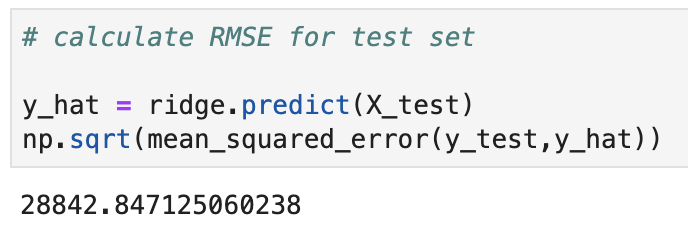 # calculate RMSE for test set
y_hat = ridge.predict(X_test)
np.sqrt(mean_squared_error(y_test,y_hat))
28842.847125060238